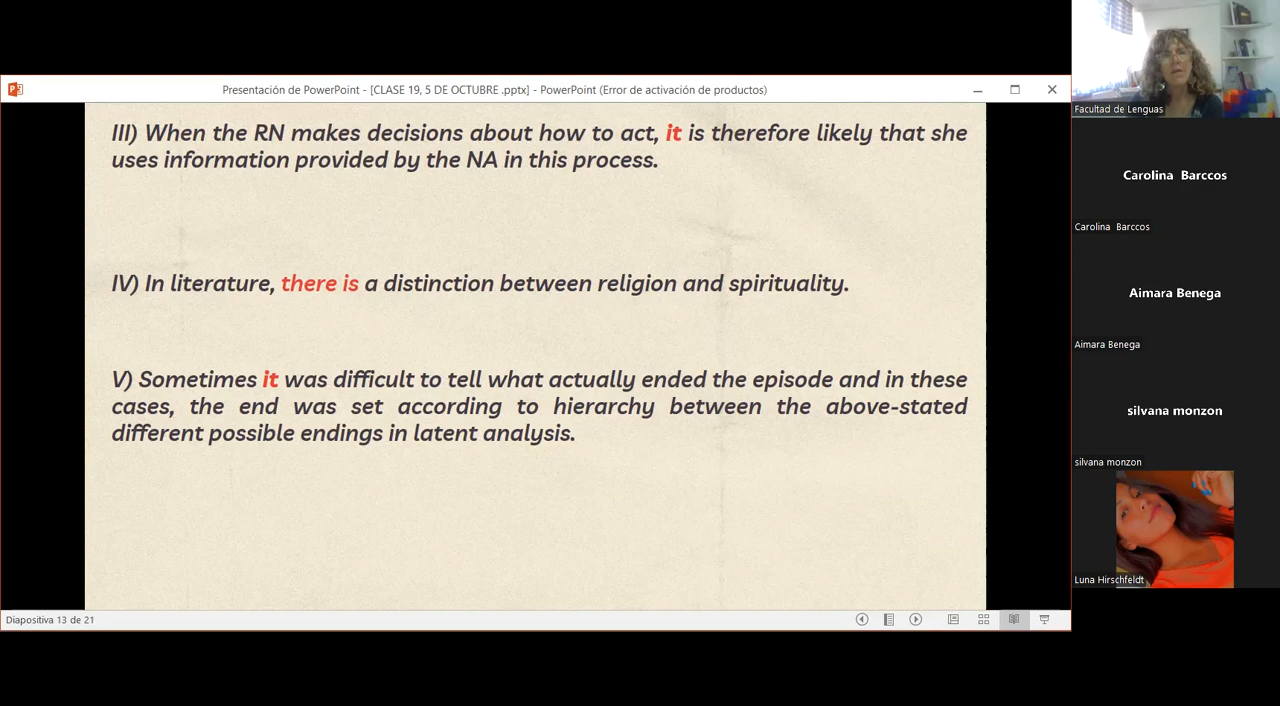 Presentación de PowerPoint - [CLASE 19, 5 DE OCTUBRE .pptx] - PowerPoint (Error de activación de productos)
III) When the RN makes decisions about how to act, it is therefore likely that she
uses information provided by the NA in this process.
IV) In literature, there is a distinction between religion and spirituality.
V) Sometimes it was difficult to tell what actually ended the episode and in these
cases, the end was set according to hierarchy between the above-stated
different possible endings in latent analysis.
Diapositiva 13 de 21
Facultad de Lenguas
Carolina Barccos
Carolina Barccos
Aimara Benega
Aimara Benega
silvana monzon
silvana monzon
Luna Hirschfeldt